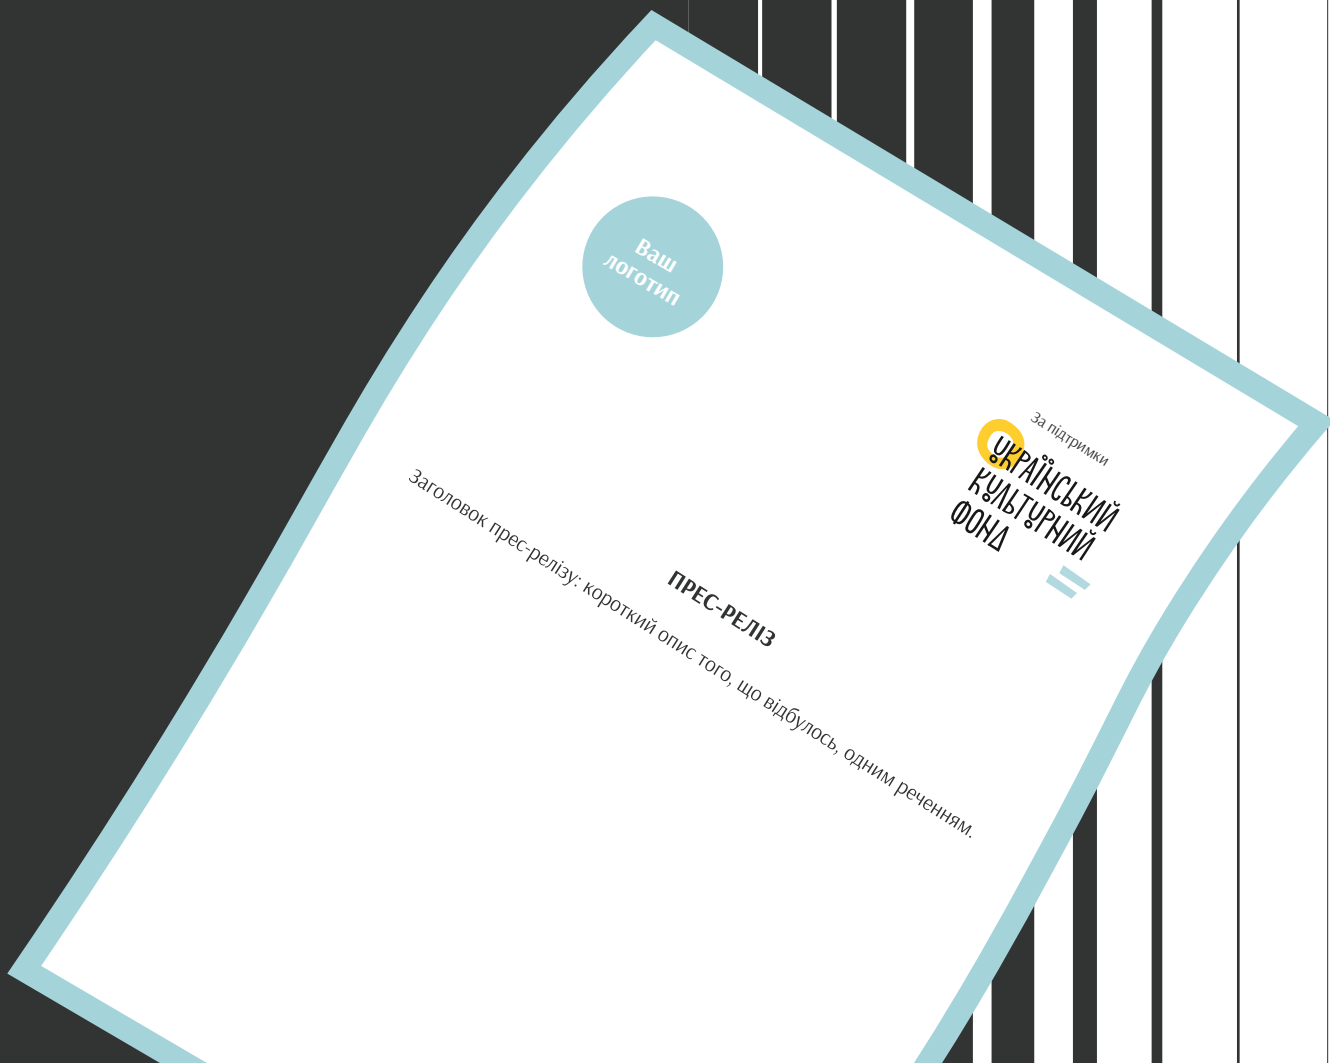 Ваш
логотип
За підтримки
УКРАЇНСЬКИЙ
КУЛЬТУРНИЙ
ФОНД
ПРЕС-РЕЛІЗ
Заголовок прес-релізу: короткий опис того, що відбулось, одним реченням.